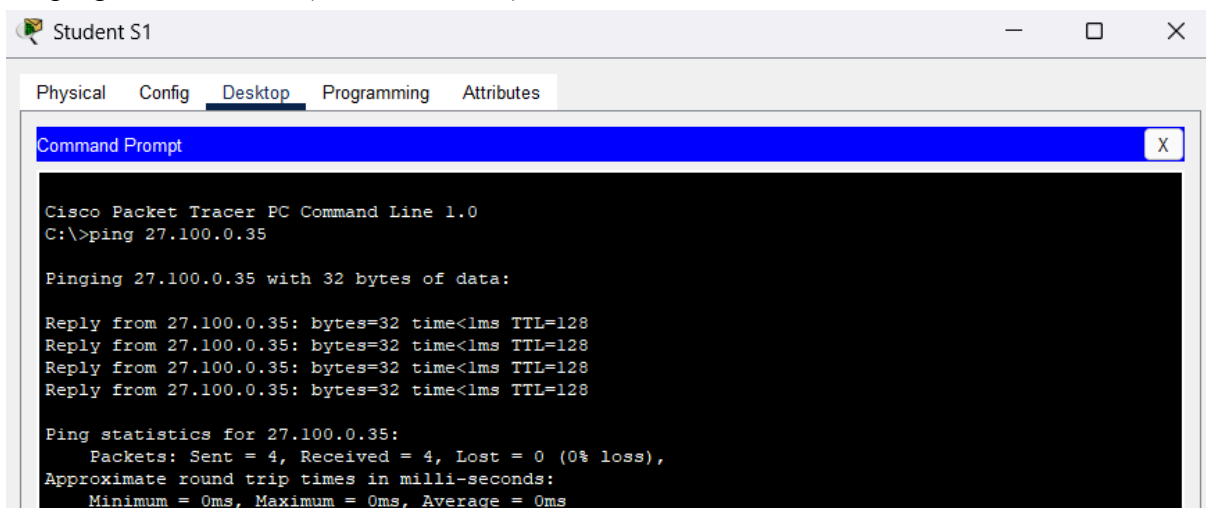 Student S1
Physical Config Desktop Programming Attributes
Command Prompt
X
Cisco Packet Tracer PC Command Line 1.0
C:\>ping 27.100.0.35
Pinging 27.100.0.35 with 32 bytes of data:
Reply from 27.100.0.35: bytes=32 time<1ms TTL=128
Reply from 27.100.0.35: bytes=32 time<1ms TTL=128
Reply from 27.100.0.35: bytes=32 time<1ms TTL=128
Reply from 27.100.0.35: bytes=32 time<1ms TTL=128
Ping statistics for 27.100.0.35:
Packets: Sent = 4, Received = 4, Lost = 0 (0% loss),
Approximate round trip times in milli-seconds:
Minimum = 0ms, Maximum = 0ms, Average = 0ms